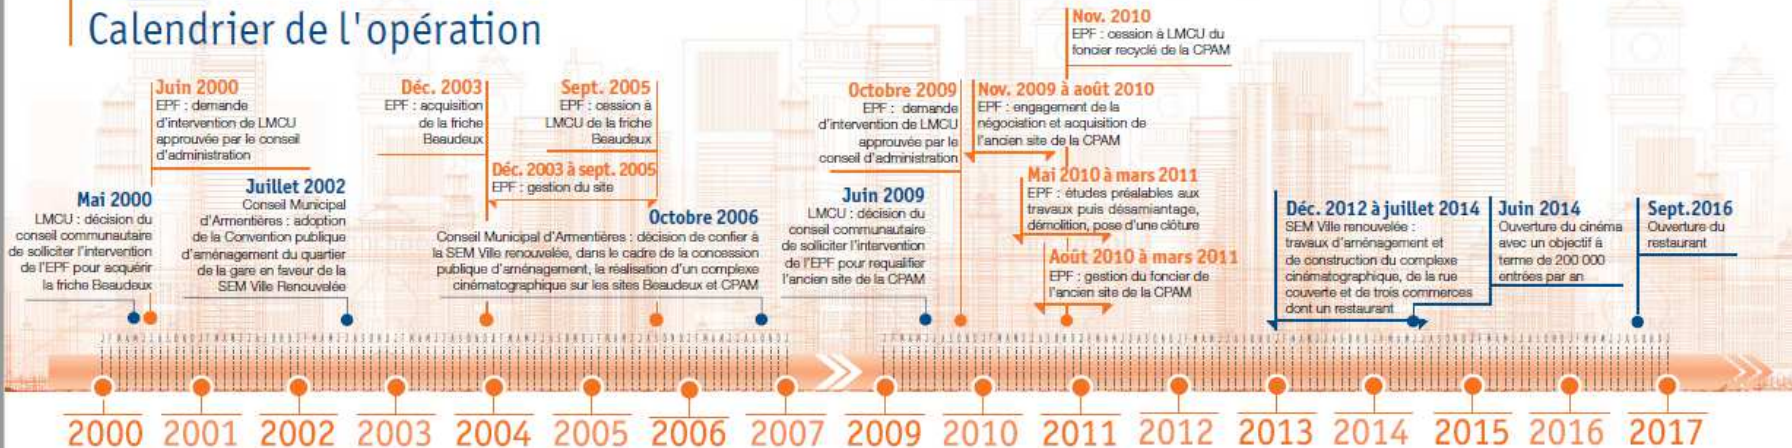 Calendrier de l'opération
Mai 2000
LMCU : décision du
conseil communautaire
de solliciter l'intervention
de l'EPF pour acquérir
la friche Beaudeux
Juin 2000
EPF : demande
d'intervention de LMCU
approuvée par le conseil
d'administration
Juillet 2002
Conseil Municipal
d'Armentières : adoption
de la Convention publique
d'aménagement du quartier
de la gare en faveur de la
SEM Ville Renouvelée
Déc. 2003
EPF : acquisition
de la friche
Beaudeux
Déc. 2003 à sept. 2005
EPF : gestion du site
Sept. 2005
EPF : cession à
LMCU de la friche
Beaudeux
Octobre 2006
Conseil Municipal d'Armentières : décision de confier à
la SEM Ville renouvelée, dans le cadre de la concession
publique d'aménagement, la réalisation d'un complexe
cinématographique sur les sites Beaudeux et CPAM
Juin 2009
LMCU : décision du
conseil communautaire
de solliciter l'intervention
de l'EPF pour requalifier
l'ancien site de la CPAM
Octobre 2009
EPF : demande
d'intervention de LMCU
approuvée par le
conseil d'administration
Nov. 2009 à août 2010
EPF : engagement de la
négociation et acquisition de
l'ancien site de la CPAM
Nov. 2010
EPF : cession à LMCU du
foncier recyclé de la CPAM
Mai 2010 à mars 2011
EPF : études préalables aux
travaux puis désamiantage,
démolition, pose d'une clôture
Août 2010 à mars 2011
EPF : gestion du foncier de
l'ancien site de la CPAM
Déc. 2012 à juillet 2014
SEM Ville renouvelée :
travaux d'aménagement et
de construction du complexe
cinématographique, de la rue
couverte et de trois commerces
dont un restaurant
Juin 2014
Ouverture du cinéma
avec un objectif à
terme de 200 000
entrées par an
Sept.2016
Ouverture du
restaurant
2000 2001 2002 2003 2004 2005 2006 2007 2009 2010 2011 2012 2013 2014 2015 2016 2017